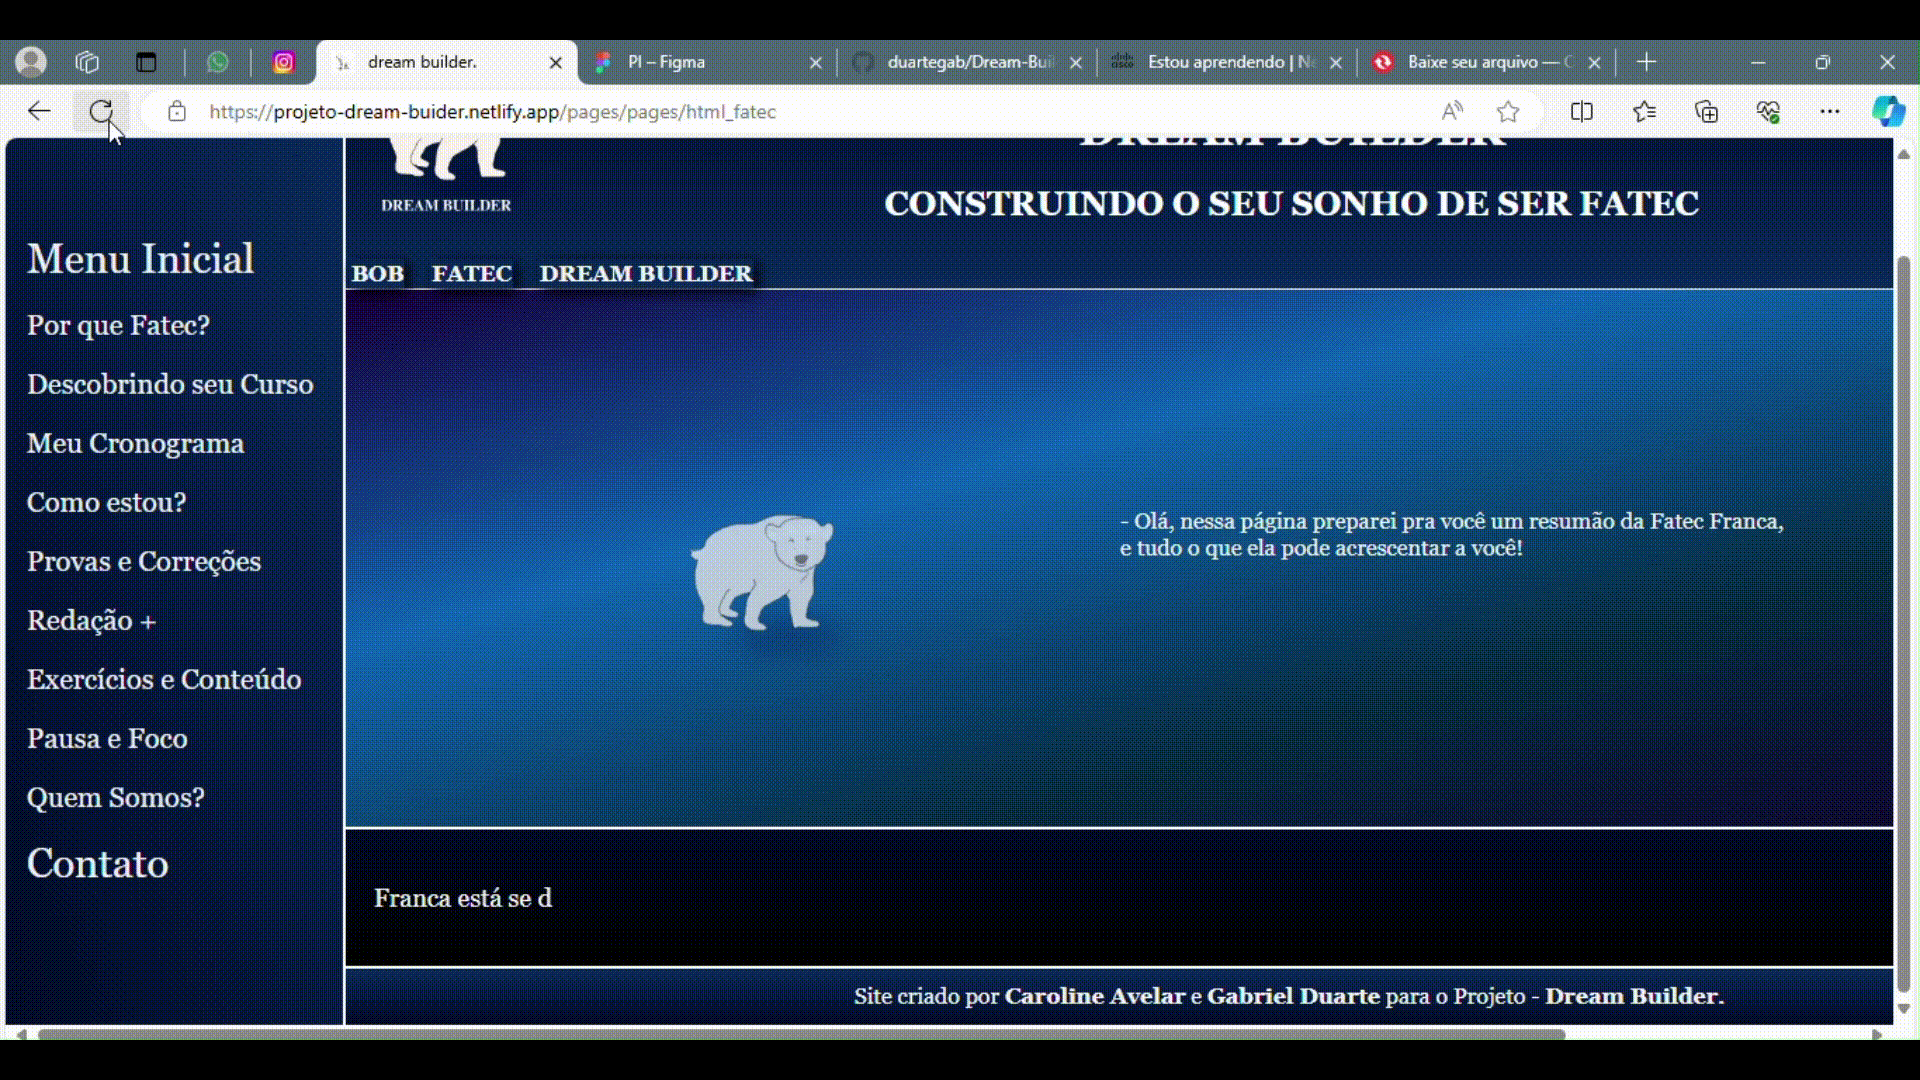 dream builder.
PI – Figma
duartegab/Dream-Buil
Estou aprendendo | Ne
Baixe seu arquivo — C
https://projeto-dream-buider.netlify.app/pages/pages/html_fatec
DREAM BUILDER
DREAM BUILDER
CONSTRUINDO O SEU SONHO DE SER FATEC
BOB FATEC DREAM BUILDER
Menu Inicial
Por que Fatec?
Descobrindo seu Curso
Meu Cronograma
Como estou?
Provas e Correções
Redação +
Exercícios e Conteúdo
Pausa e Foco
Quem Somos?
Contato
- Olá, nessa página preparei pra você um resumão da Fatec Franca,
e tudo o que ela pode acrescentar a você!
Franca está se d
Site criado por Caroline Avelar e Gabriel Duarte para o Projeto - Dream Builder.